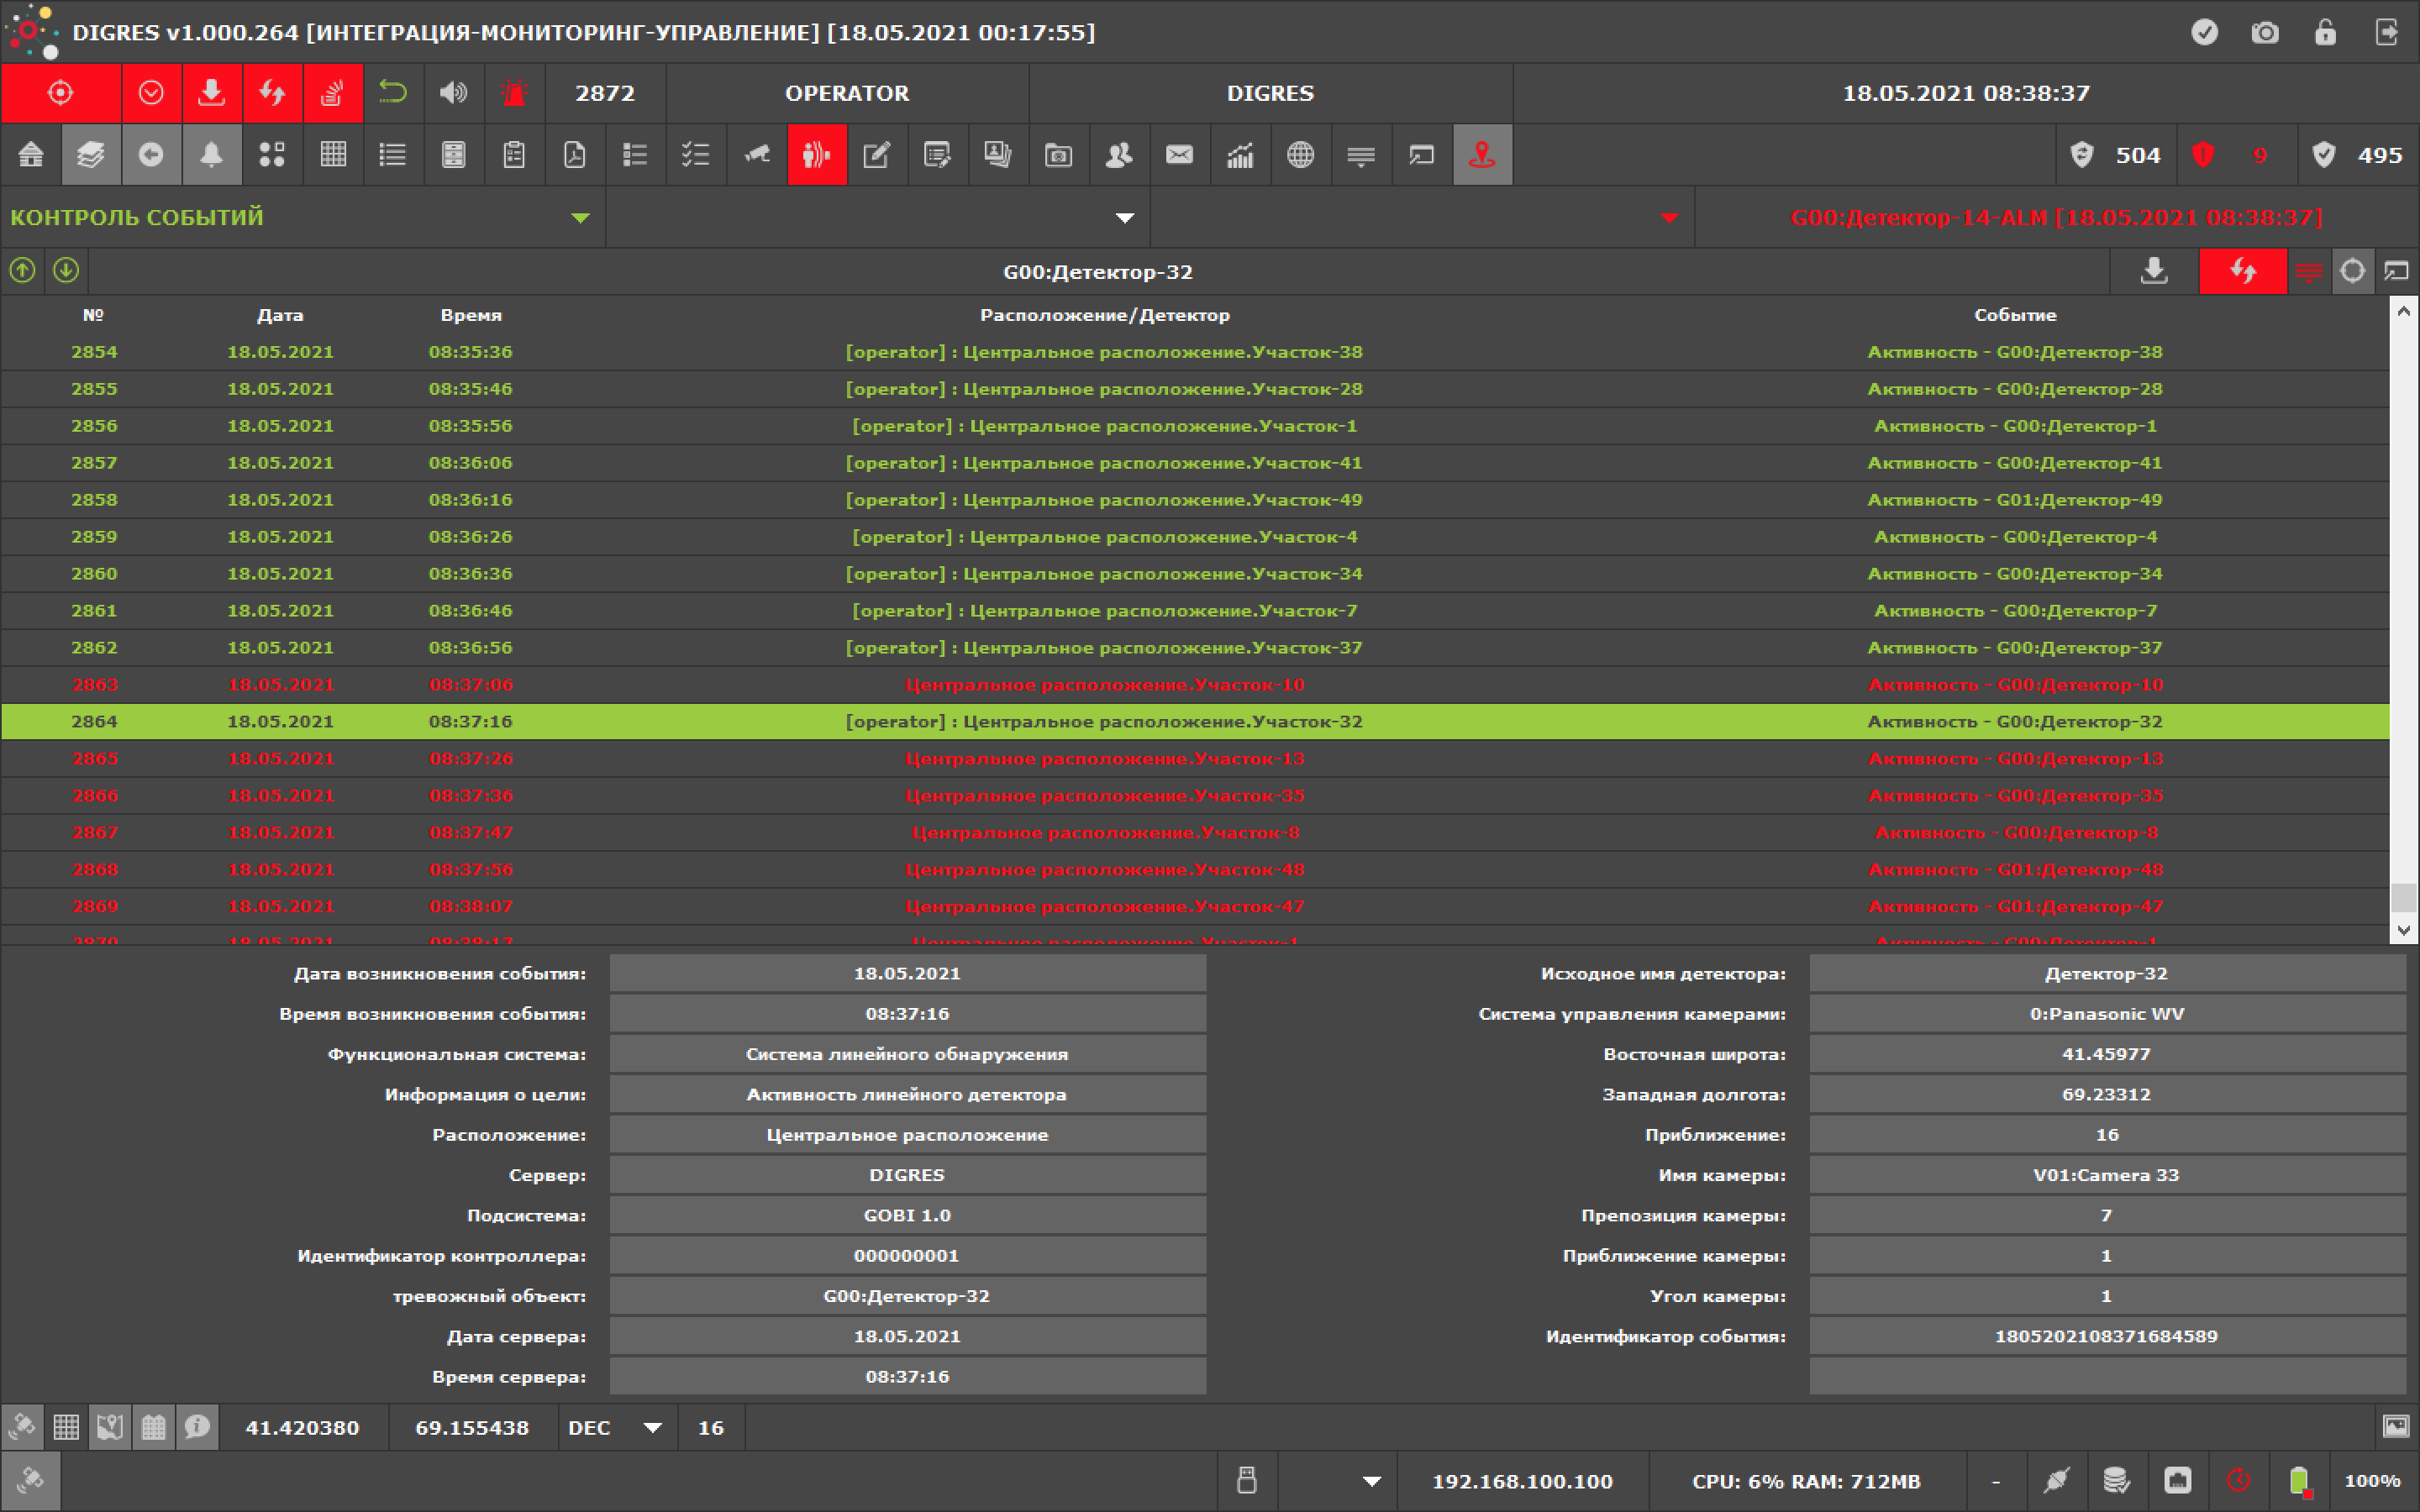 DIGRES v1.000.264 [ИНТЕГРАЦИЯ-МОНИТОРИНГ-УПРАВЛЕНИЕ] [18.05.2021 00:17:55]
2872 OPERATOR DIGRES 18.05.2021 08:38:37
504 9 495
КОНТРОЛЬ СОБЫТИЙ G00:Детектор-14-ALM [18.05.2021 08:38:37]
G00:Детектор-32
№ Дата Время Расположение/Детектор Событие
2854 18.05.2021 08:35:36 [operator] : Центральное расположение.Участок-38 Активность - G00:Детектор-38
2855 18.05.2021 08:35:46 [operator] : Центральное расположение.Участок-28 Активность - G00:Детектор-28
2856 18.05.2021 08:35:56 [operator] : Центральное расположение.Участок-1 Активность - G00:Детектор-1
2857 18.05.2021 08:36:06 [operator] : Центральное расположение.Участок-41 Активность - G00:Детектор-41
2858 18.05.2021 08:36:16 [operator] : Центральное расположение.Участок-49 Активность - G01:Детектор-49
2859 18.05.2021 08:36:26 [operator] : Центральное расположение.Участок-4 Активность - G00:Детектор-4
2860 18.05.2021 08:36:36 [operator] : Центральное расположение.Участок-34 Активность - G00:Детектор-34
2861 18.05.2021 08:36:46 [operator] : Центральное расположение.Участок-7 Активность - G00:Детектор-7
2862 18.05.2021 08:36:56 [operator] : Центральное расположение.Участок-37 Активность - G00:Детектор-37
2863 18.05.2021 08:37:06 Центральное расположение.Участок-10 Активность - G00:Детектор-10
2864 18.05.2021 08:37:16 [operator] : Центральное расположение.Участок-32 Активность - G00:Детектор-32
2865 18.05.2021 08:37:26 Центральное расположение.Участок-13 Активность - G00:Детектор-13
2866 18.05.2021 08:37:36 Центральное расположение.Участок-35 Активность - G00:Детектор-35
2867 18.05.2021 08:37:47 Центральное расположение.Участок-8 Активность - G00:Детектор-8
2868 18.05.2021 08:37:56 Центральное расположение.Участок-48 Активность - G01:Детектор-48
2869 18.05.2021 08:38:07 Центральное расположение.Участок-47 Активность - G01:Детектор-47
2870 18.05.2021 08:38:17 Центральное расположение.Участок-1 Активность - G00:Детектор-1
Дата возникновения события: 18.05.2021 Исходное имя детектора: Детектор-32
Время возникновения события: 08:37:16 Система управления камерами: 0:Panasonic WV
Функциональная система: Система линейного обнаружения Восточная широта: 41.45977
Информация о цели: Активность линейного детектора Западная долгота: 69.23312
Расположение: Центральное расположение Приближение: 16
Сервер: DIGRES Имя камеры: V01:Camera 33
Подсистема: GOBI 1.0 Препозиция камеры: 7
Идентификатор контроллера: 000000001 Приближение камеры: 1
тревожный объект: G00:Детектор-32 Угол камеры: 1
Дата сервера: 18.05.2021 Идентификатор события: 1805202108371684589
Время сервера: 08:37:16
41.420380 69.155438 DEC 16
192.168.100.100 CPU: 6% RAM: 712MB - 100%